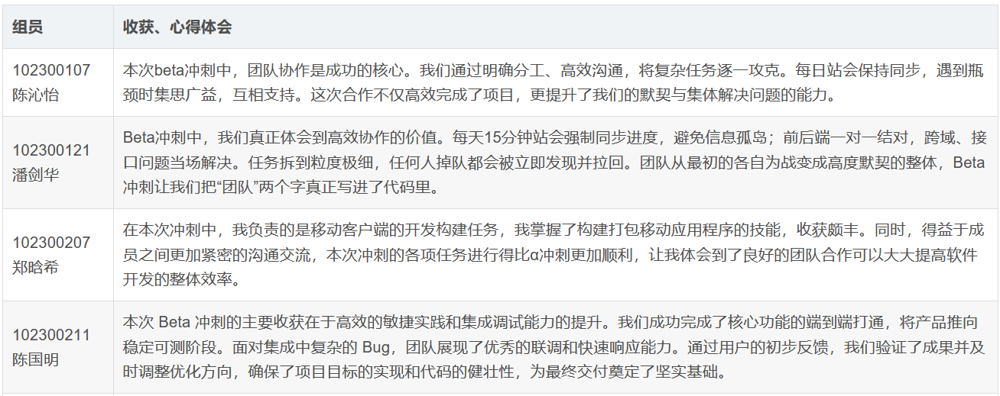 组员 收获、心得体会
102300107
陈沁怡
本次beta冲刺中，团队协作是成功的核心。我们通过明确分工、高效沟通，将复杂任务逐一攻克。每日站会保持同步，遇到瓶
颈时集思广益，互相支持。这次合作不仅高效完成了项目，更提升了我们的默契与集体解决问题的能力。
102300121
潘剑华
Beta冲刺中，我们真正体会到高效协作的价值。每天15分钟站会强制同步进度，避免信息孤岛；前后端一对一结对，跨域、接
口问题当场解决。任务拆到粒度极细，任何人掉队都会被立即发现并拉回。团队从最初的各自为战变成高度默契的整体，Beta
冲刺让我们把“团队”两个字真正写进了代码里。
102300207
郑晗希
在本次冲刺中，我负责的是移动客户端的开发构建任务，我掌握了构建打包移动应用程序的技能，收获颇丰。同时，得益于成
员之间更加紧密的沟通交流，本次冲刺的各项任务进行得比α冲刺更加顺利，让我体会到了良好的团队合作可以大大提高软件
开发的整体效率。
102300211
陈国明
本次 Beta 冲刺的主要收获在于高效的敏捷实践和集成调试能力的提升。我们成功完成了核心功能的端到端打通，将产品推向
稳定可测阶段。面对集成中复杂的 Bug，团队展现了优秀的联调和快速响应能力。通过用户的初步反馈，我们验证了成果并及
时调整优化方向，确保了项目目标的实现和代码的健壮性，为最终交付奠定了坚实基础。